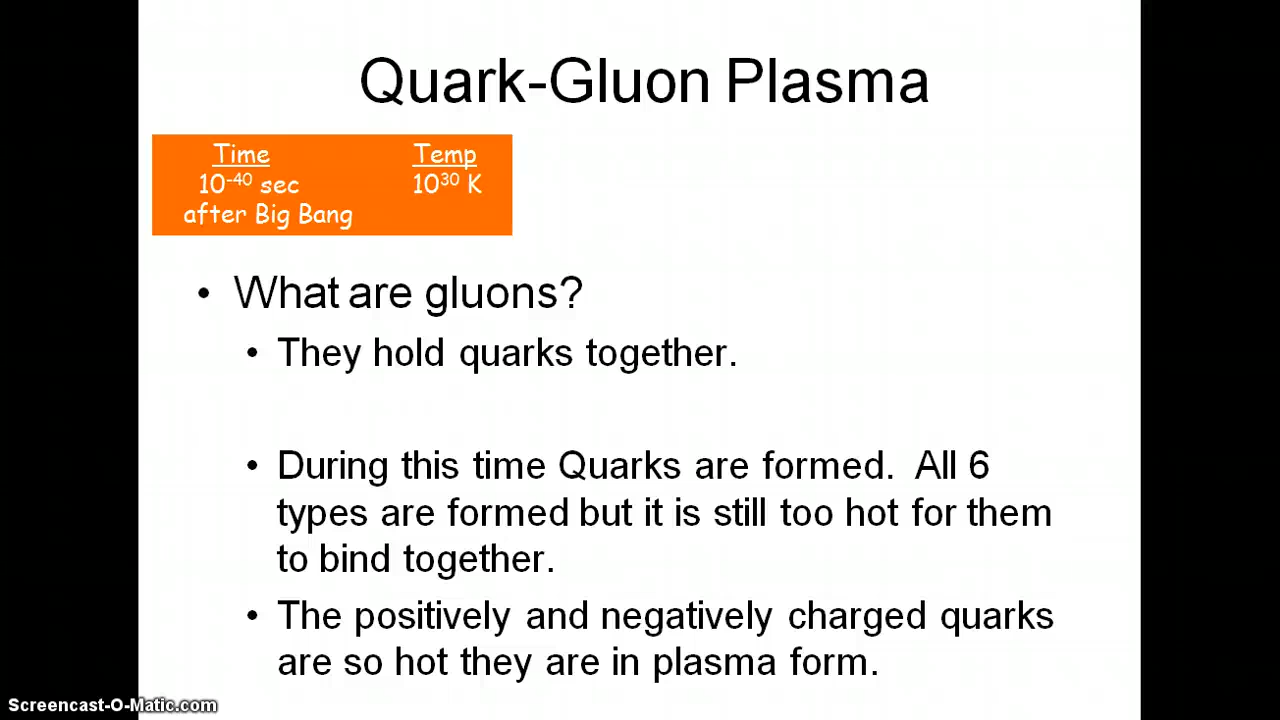 Quark-Gluon Plasma
Time Temp
10⁻⁴⁰ sec 10³⁰ K
after Big Bang
• What are gluons?
• They hold quarks together.
• During this time Quarks are formed. All 6
types are formed but it is still too hot for them
to bind together.
• The positively and negatively charged quarks
are so hot they are in plasma form.
Screencast-O-Matic.com